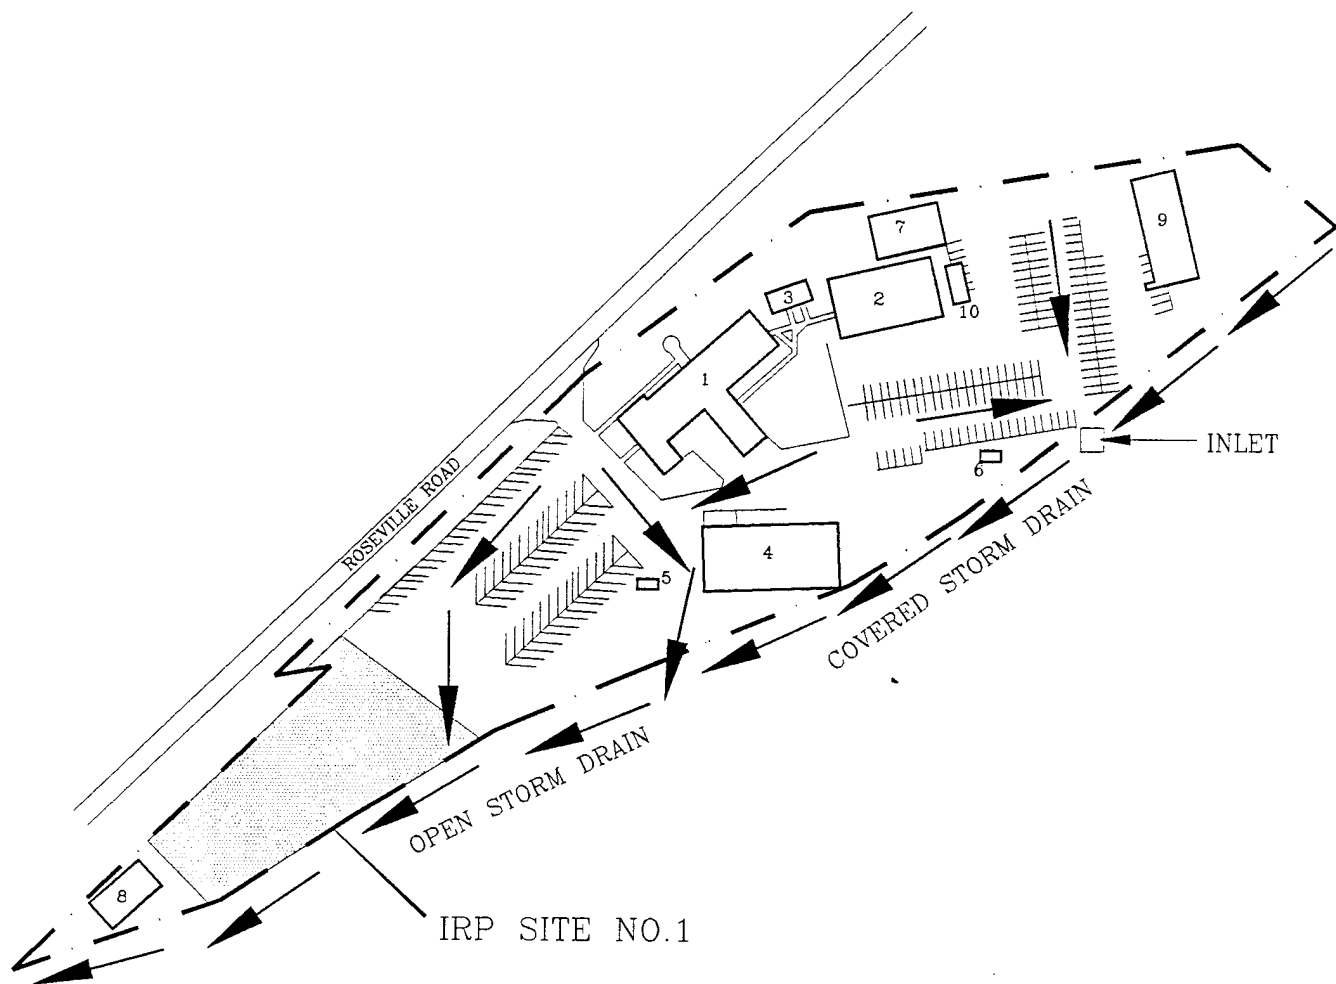 7
9
3
2
10
1
INLET
6
ROSEVILLE ROAD
4
5
COVERED STORM DRAIN
OPEN STORM DRAIN
8
IRP SITE NO.1